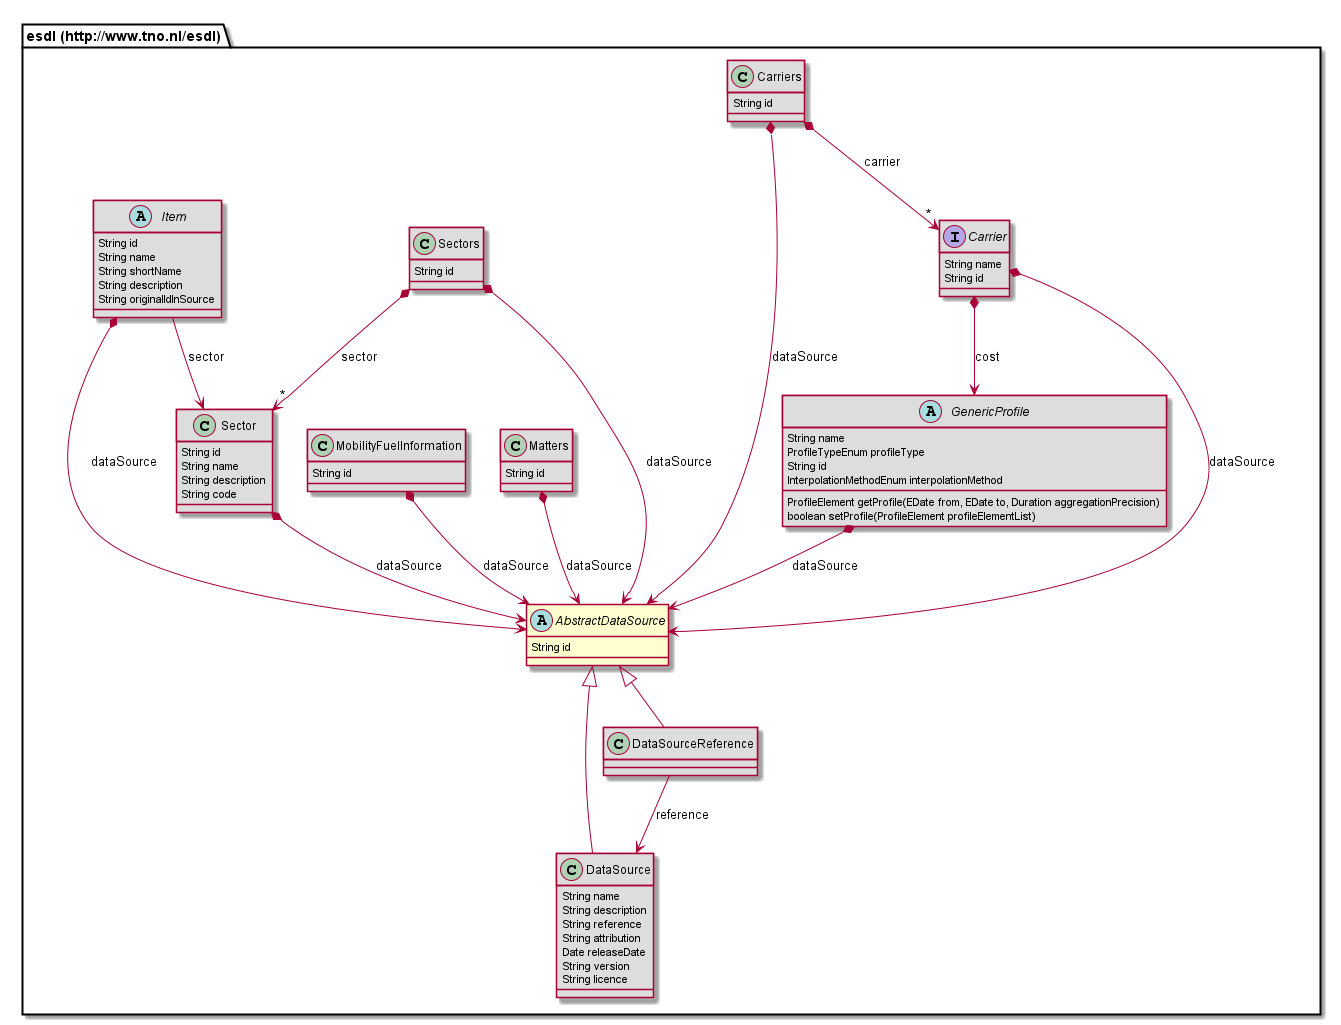 esdl (http://www.tno.nl/esdl)
C Carriers
String id
carrier
*
A Item
String id
String name
String shortName
String description
String originalIdInSource
C Sectors
String id
I Carrier
String name
String id
sector
sector
*
dataSource
cost
C Sector
String id
String name
String description
String code
C MobilityFuelInformation
String id
C Matters
String id
A GenericProfile
String name
ProfileTypeEnum profileType
String id
InterpolationMethodEnum interpolationMethod
ProfileElement getProfile(EDate from, EDate to, Duration aggregationPrecision)
boolean setProfile(ProfileElement profileElementList)
dataSource
dataSource
dataSource
dataSource
dataSource
dataSource
dataSource
A AbstractDataSource
String id
C DataSourceReference
reference
C DataSource
String name
String description
String reference
String attribution
Date releaseDate
String version
String licence